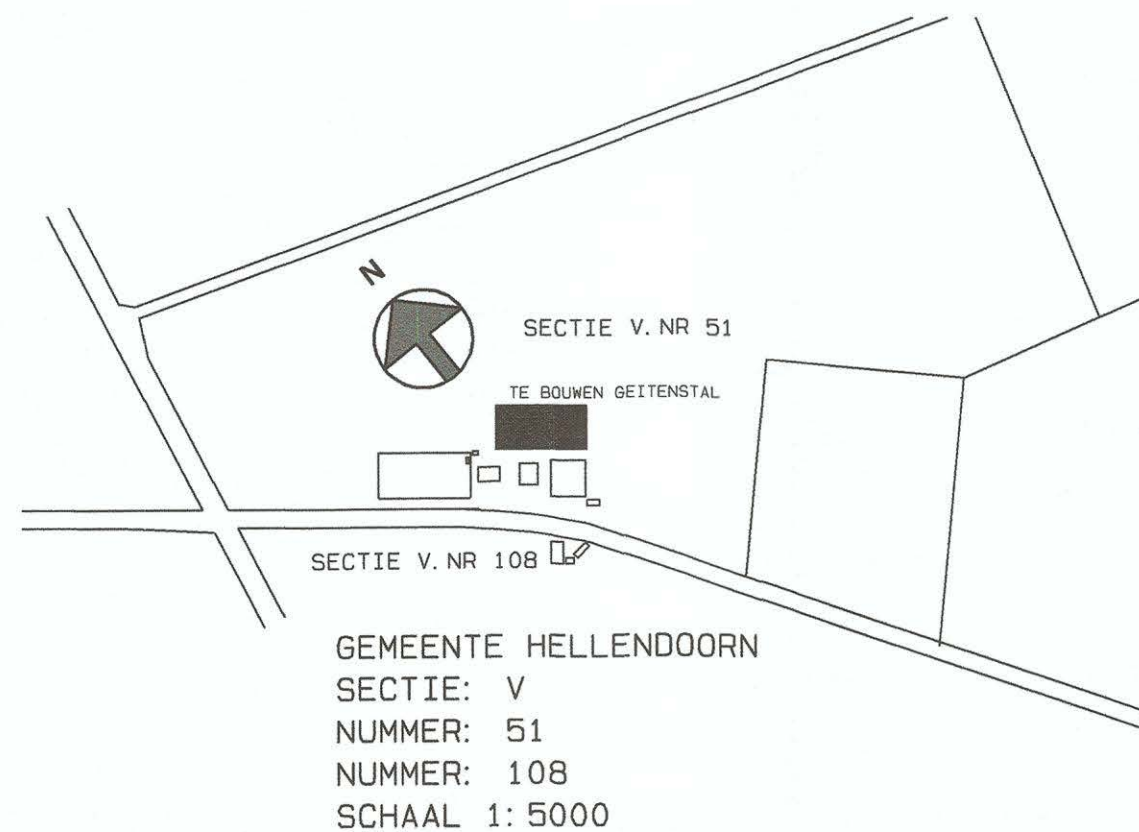 N
SECTIE V. NR 51
TE BOUWEN GEITENSTAL
SECTIE V. NR 108
GEMEENTE HELLENDOORN
SECTIE: V
NUMMER: 51
NUMMER: 108
SCHAAL 1: 5000